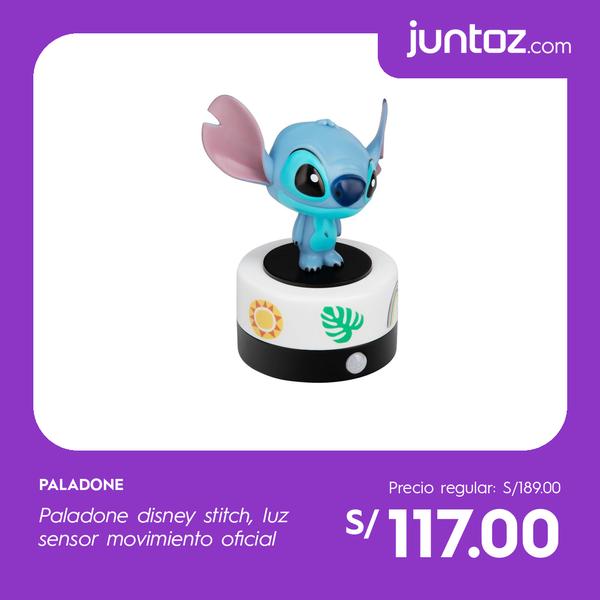 juntoz.com
PALADONE
Paladone disney stitch, luz
sensor movimiento oficial
Precio regular: S/189.00
S/117.00